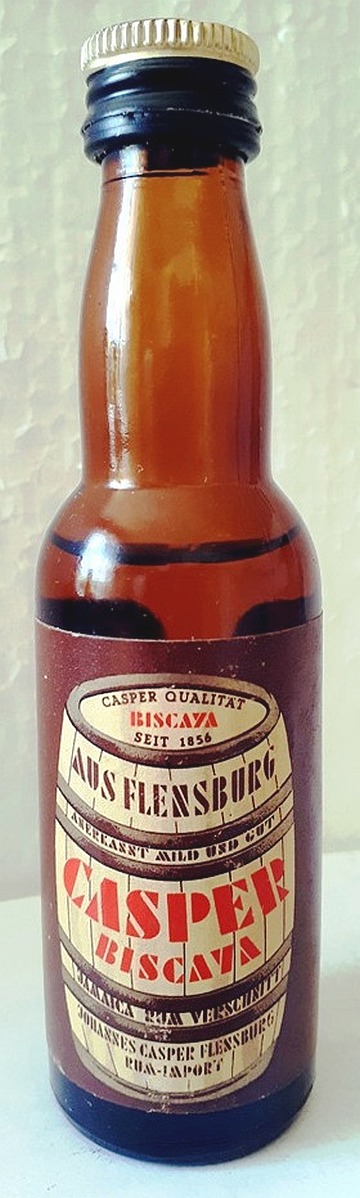 CASPER QUALITÄT
BISCAYA
SEIT 1856
AUS FLENSBURG
ANERKANNT MILD UND GUT
CASPER
BISCAYA
JAMAICA RUM VERSCHNITT
JOHANNES CASPER FLENSBURG
RUM-IMPORT